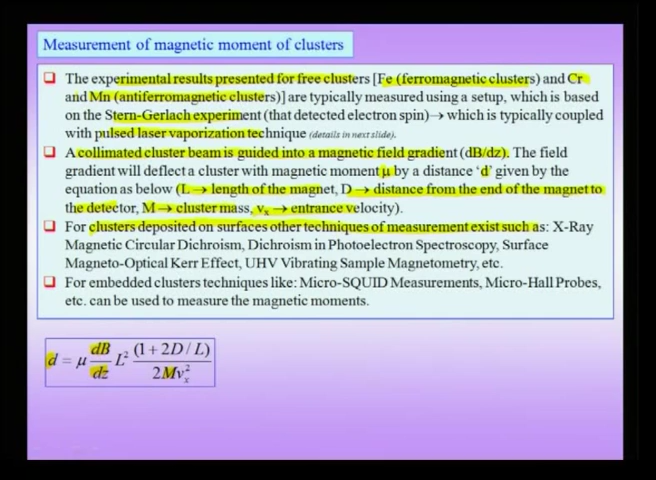 Measurement of magnetic moment of clusters
❑ The experimental results presented for free clusters [Fe (ferromagnetic clusters) and Cr
and Mn (antiferromagnetic clusters)] are typically measured using a setup, which is based
on the Stern-Gerlach experiment (that detected electron spin)→ which is typically coupled
with pulsed laser vaporization technique (details in next slide).
❑ A collimated cluster beam is guided into a magnetic field gradient (dB/dz). The field
gradient will deflect a cluster with magnetic moment μ by a distance 'd' given by the
equation as below (L → length of the magnet, D → distance from the end of the magnet to
the detector, M → cluster mass, vₓ → entrance velocity).
❑ For clusters deposited on surfaces other techniques of measurement exist such as: X-Ray
Magnetic Circular Dichroism, Dichroism in Photoelectron Spectroscopy, Surface
Magneto-Optical Kerr Effect, UHV Vibrating Sample Magnetometry, etc.
❑ For embedded clusters techniques like: Micro-SQUID Measurements, Micro-Hall Probes,
etc. can be used to measure the magnetic moments.
d = μ dB/dz L² (1+2D/L)/2Mvₓ²